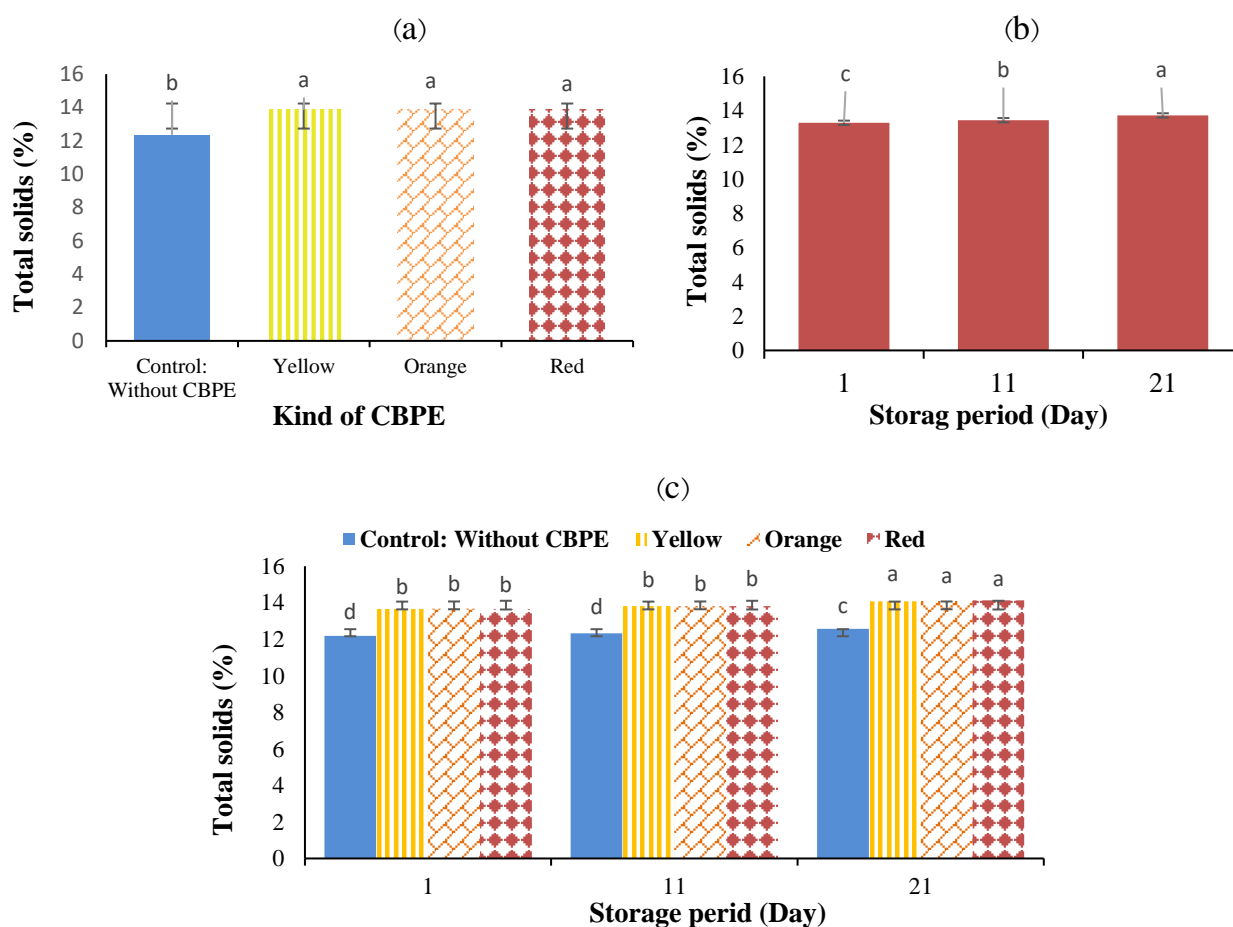 (a)
16
14
12
10
8
6
4
2
0
Total solids (%)
b
a
a
a
Control:
Without CBPE
Yellow
Orange
Red
Kind of CBPE
(b)
16
14
12
10
8
6
4
2
0
Total solids (%)
c
b
a
1
11
21
Storag period (Day)
(c)
Control: Without CBPE
Yellow
Orange
Red
16
14
12
10
8
6
4
2
0
Total solids (%)
d
b
b
b
d
b
b
b
c
a
a
a
1
11
21
Storage perid (Day)